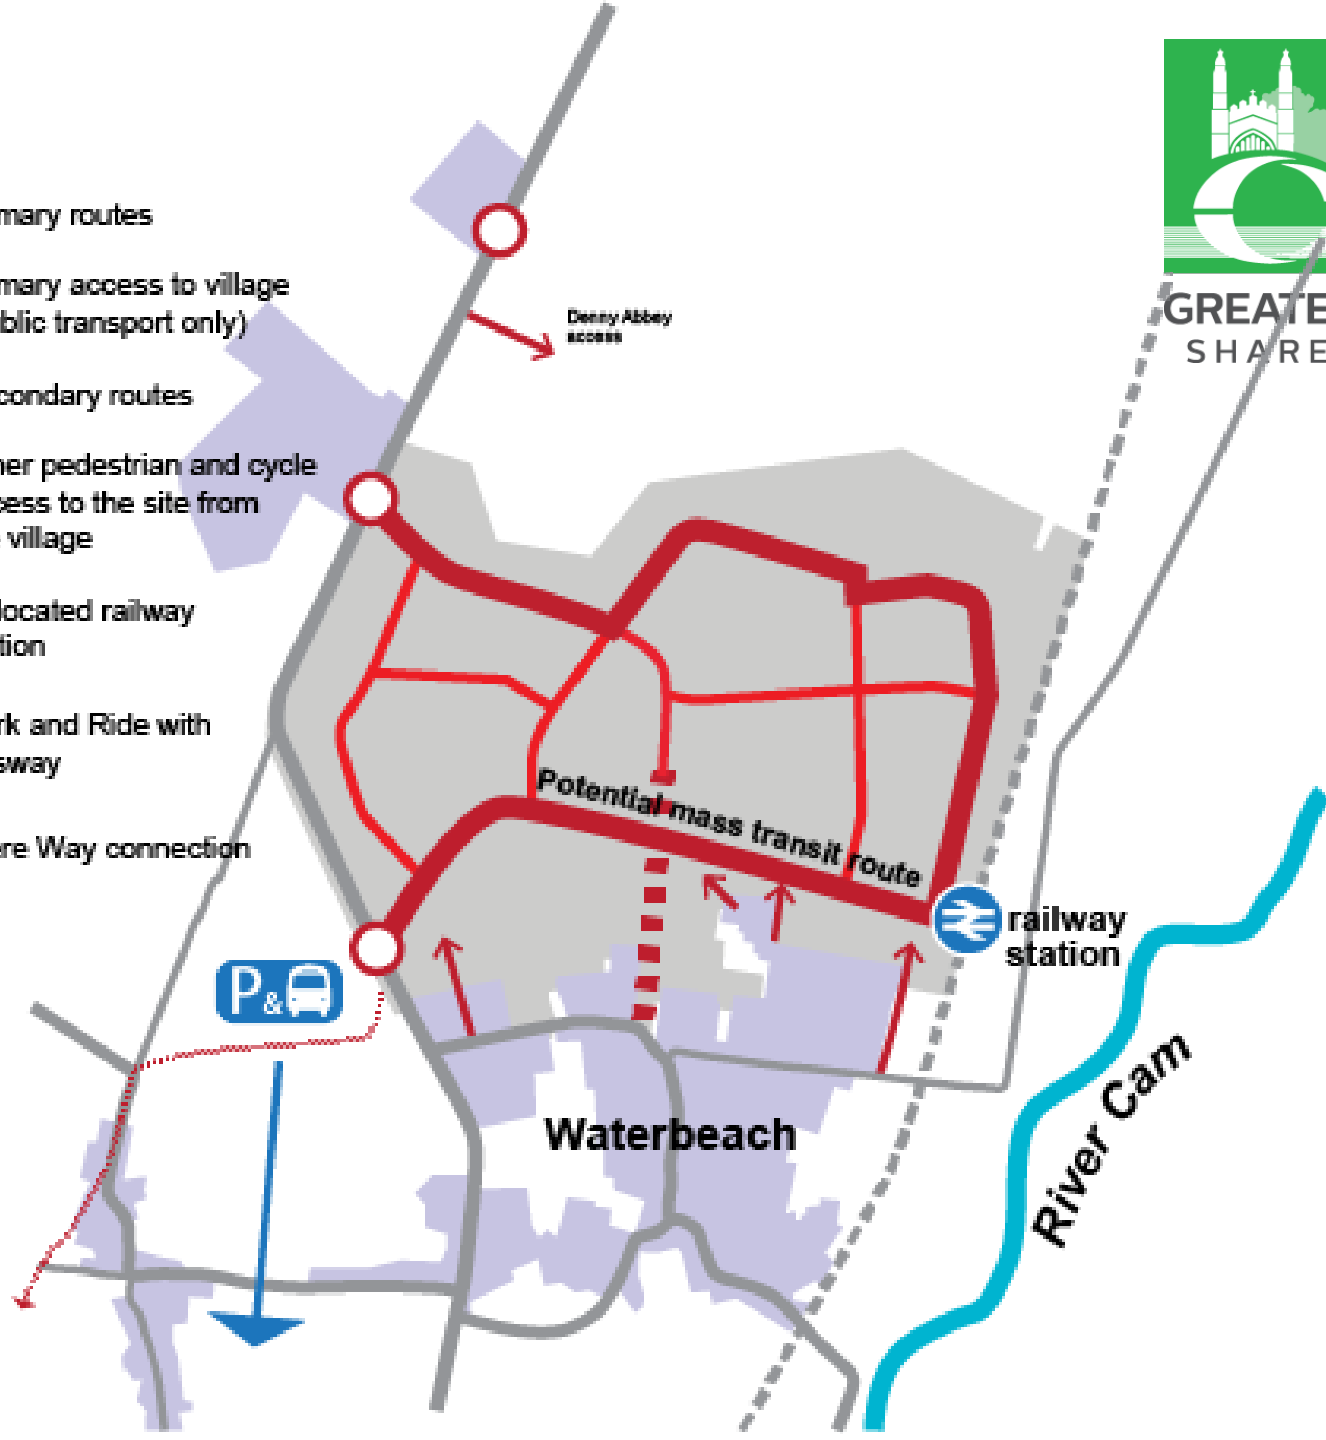 mary routes
mary access to village
blic transport only)
condary routes
ner pedestrian and cycle
cess to the site from
e village
located railway
tion
rk and Ride with
sway
ere Way connection
Denny Abbey
access
GREATE
SHARE
Potential mass transit route
railway
station
P&
Waterbeach
River Cam